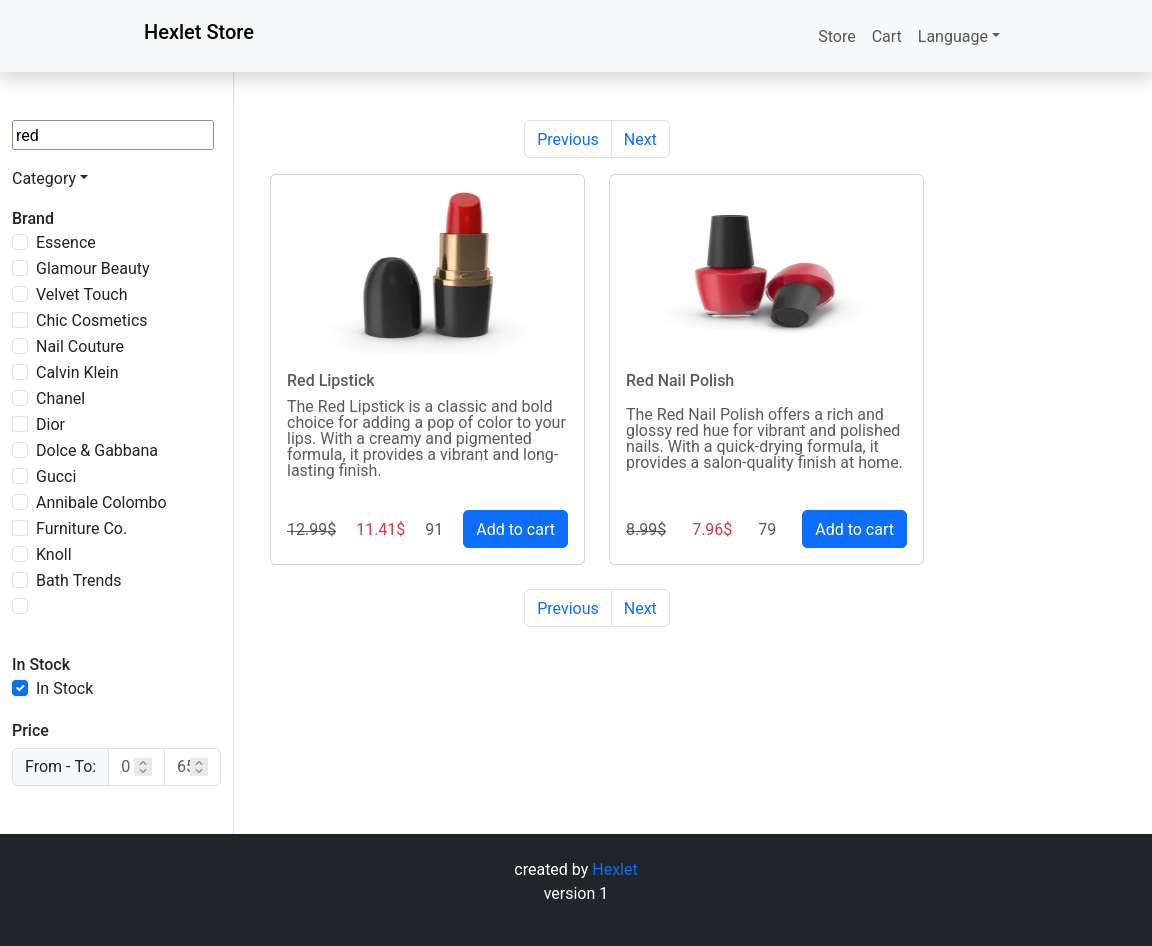 Hexlet Store
Store
Cart
Language
red
Category
Brand
Essence
Glamour Beauty
Velvet Touch
Chic Cosmetics
Nail Couture
Calvin Klein
Chanel
Dior
Dolce & Gabbana
Gucci
Annibale Colombo
Furniture Co.
Knoll
Bath Trends
In Stock
In Stock
Price
From - To:
0
Previous
Next
Red Lipstick
The Red Lipstick is a classic and bold
choice for adding a pop of color to your
lips. With a creamy and pigmented
formula, it provides a vibrant and long-
lasting finish.
12.99$
11.41$
91
Add to cart
Red Nail Polish
The Red Nail Polish offers a rich and
glossy red hue for vibrant and polished
nails. With a quick-drying formula, it
provides a salon-quality finish at home.
8.99$
7.96$
79
Add to cart
Previous
Next
created by Hexlet
version 1